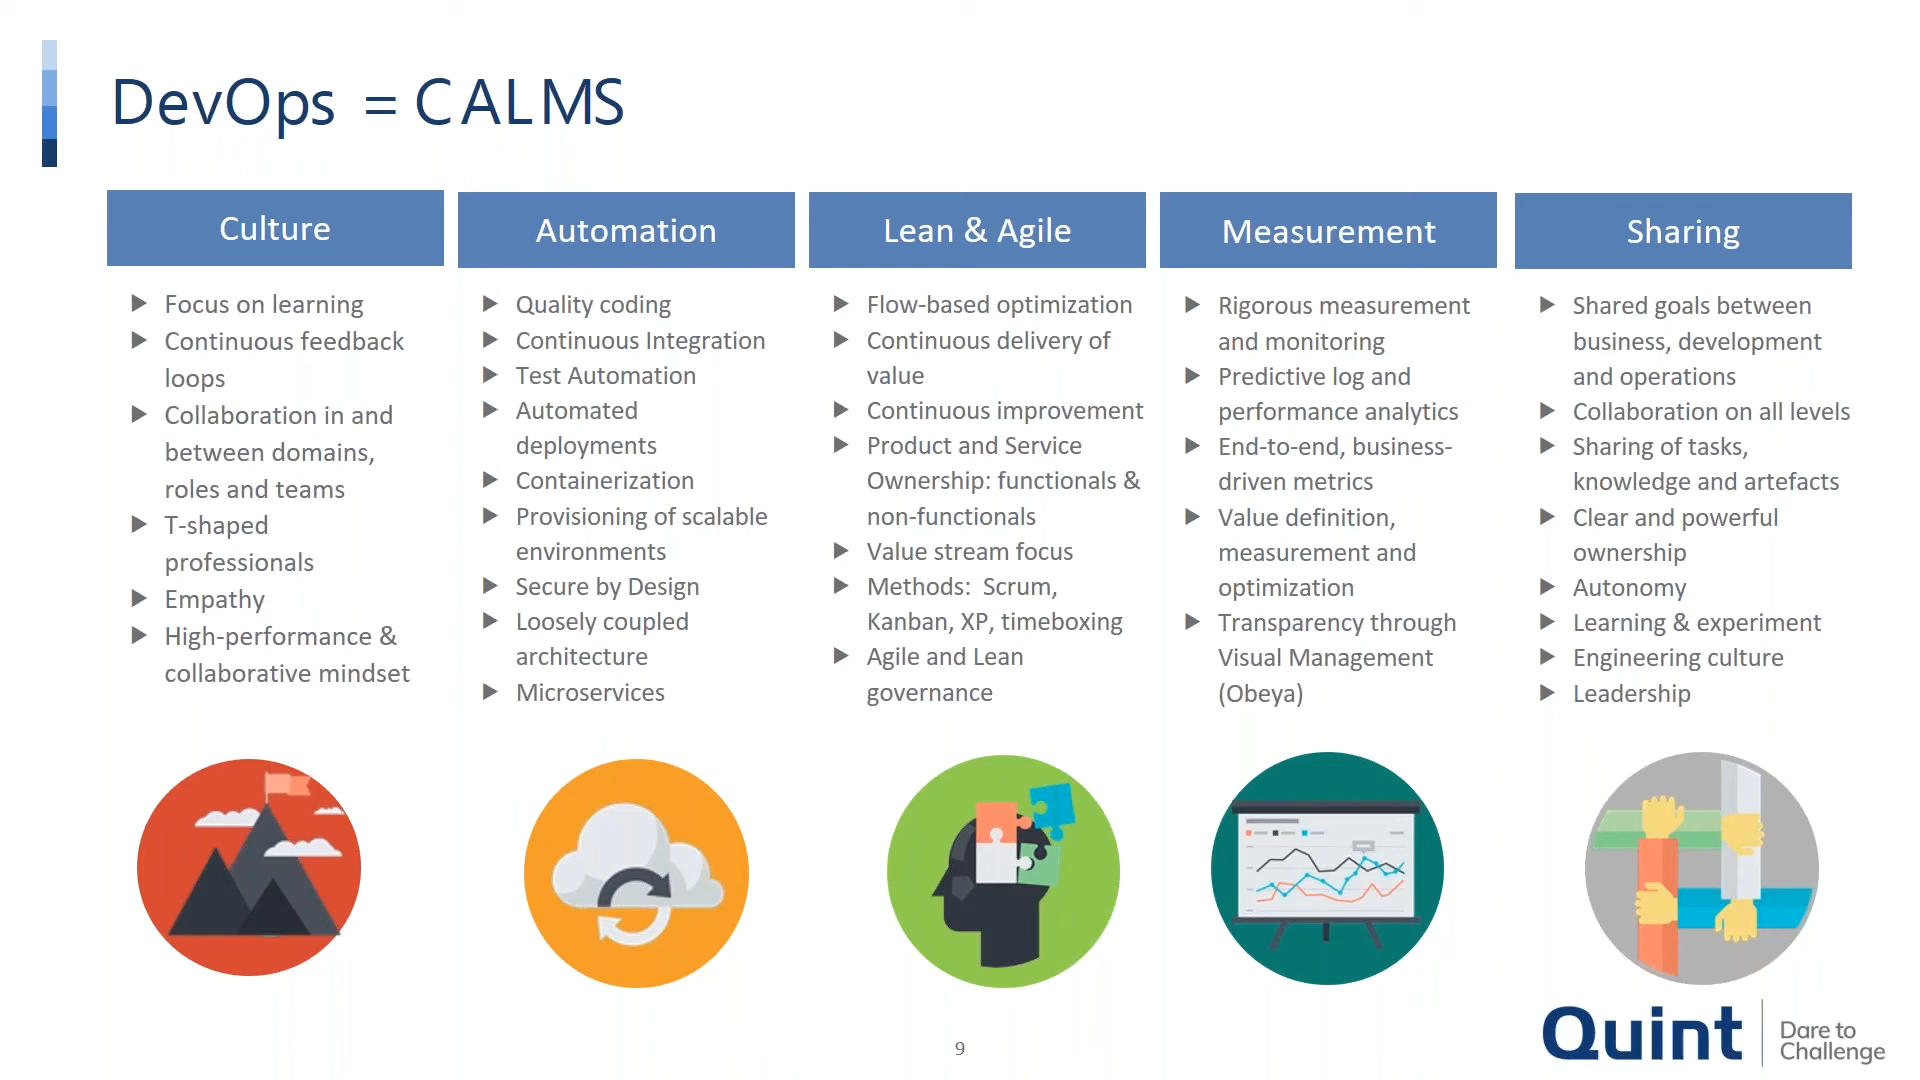 DevOps = CALMS
Culture
Focus on learning
Continuous feedback
loops
Collaboration in and
between domains,
roles and teams
T-shaped
professionals
Empathy
High-performance &
collaborative mindset
Automation
Quality coding
Continuous Integration
Test Automation
Automated
deployments
Containerization
Provisioning of scalable
environments
Secure by Design
Loosely coupled
architecture
Microservices
Lean & Agile
Flow-based optimization
Continuous delivery of
value
Continuous improvement
Product and Service
Ownership: functionals &
non-functionals
Value stream focus
Methods: Scrum,
Kanban, XP, timeboxing
Agile and Lean
governance
Measurement
Rigorous measurement
and monitoring
Predictive log and
performance analytics
End-to-end, business-
driven metrics
Value definition,
measurement and
optimization
Transparency through
Visual Management
(Obeya)
Sharing
Shared goals between
business, development
and operations
Collaboration on all levels
Sharing of tasks,
knowledge and artefacts
Clear and powerful
ownership
Autonomy
Learning & experiment
Engineering culture
Leadership
9
Quint
Dare to
Challenge